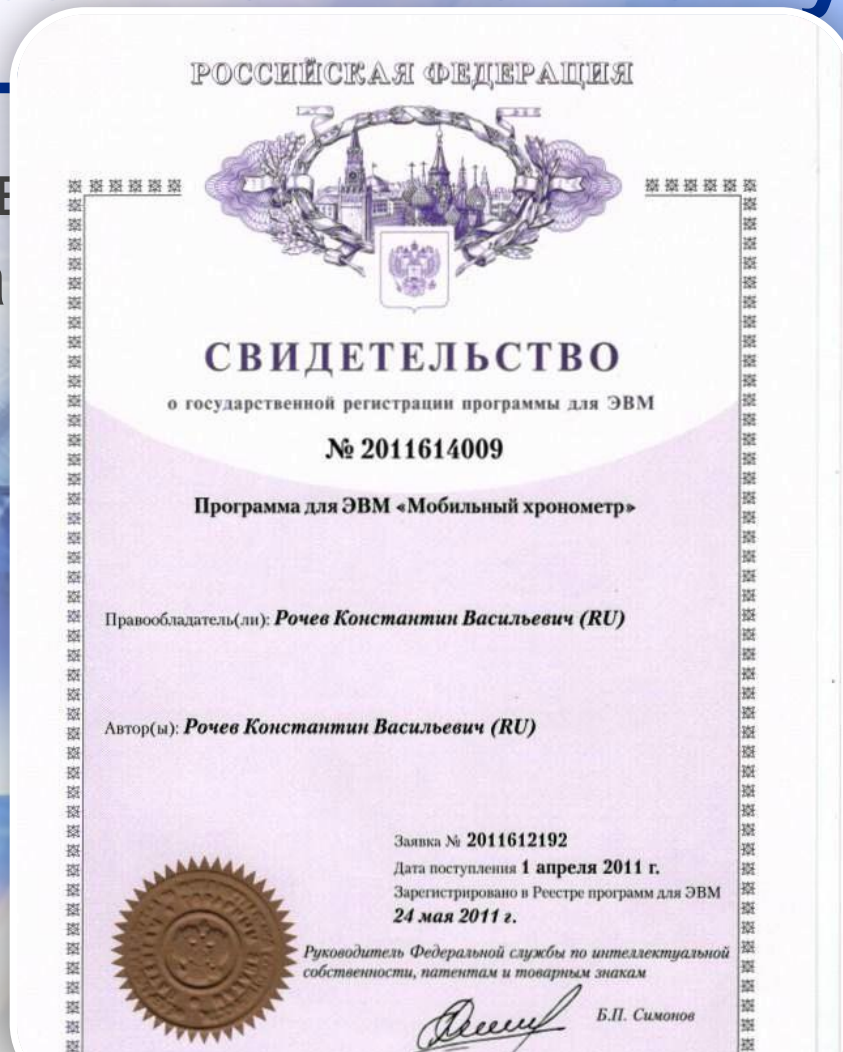 РОССИЙСКАЯ ФЕДЕРАЦИЯ
СВИДЕТЕЛЬСТВО
о государственной регистрации программы для ЭВМ
№ 2011614009
Программа для ЭВМ «Мобильный хронометр»
Правообладатель(ли): Рочев Константин Васильевич (RU)
Автор(ы): Рочев Константин Васильевич (RU)
Заявка № 2011612192
Дата поступления 1 апреля 2011 г.
Зарегистрировано в Реестре программ для ЭВМ
24 мая 2011 г.
Руководитель Федеральной службы по интеллектуальной
собственности, патентам и товарным знакам
Б.П. Симонов